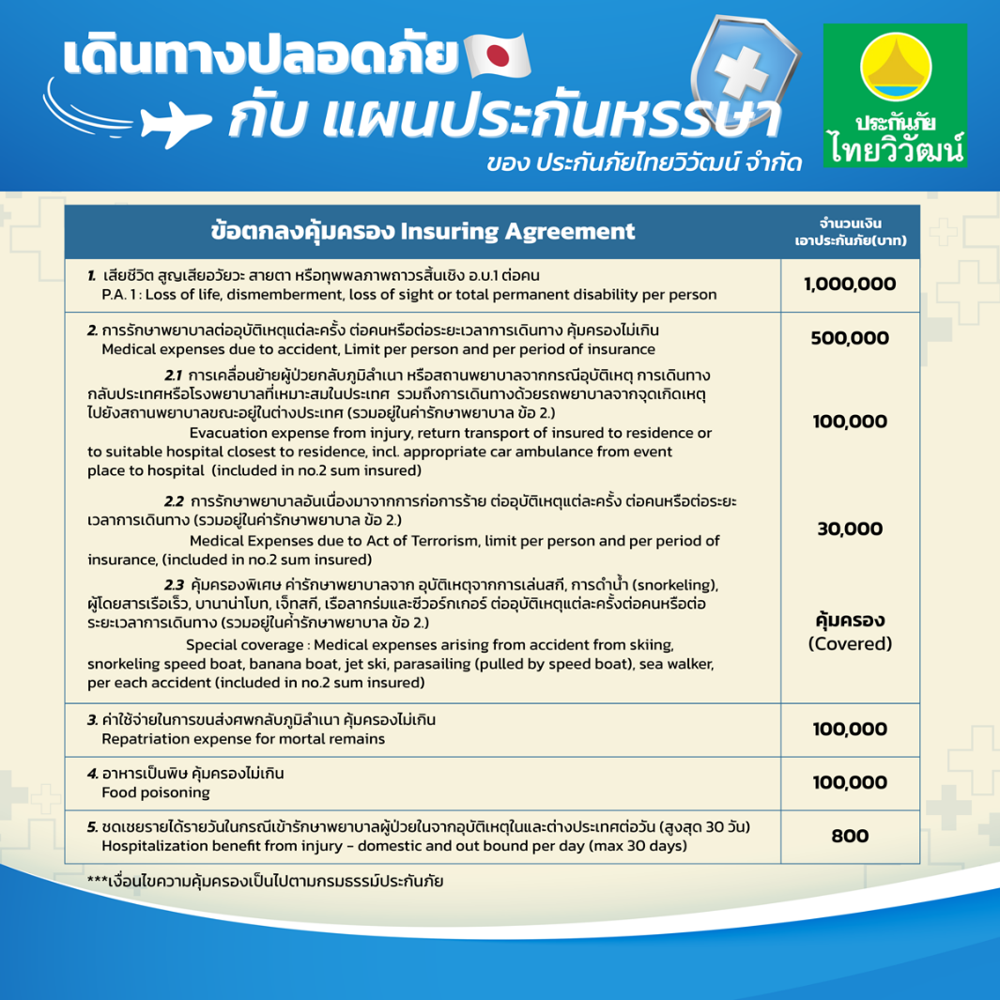 เดินทางปลอดภัย
กับ แผนประกันหรรษา
ของ ประกันภัยไทยวิวัฒน์ จำกัด
ประกันภัย
ไทยวิวัฒน์
ข้อตกลงคุ้มครอง Insuring Agreement
จำนวนเงิน
เอาประกันภัย(บาท)
1. เสียชีวิต สูญเสียอวัยวะ สายตา หรือทุพพลภาพถาวรสิ้นเชิง อ.บ.1 ต่อคน
P.A. 1 : Loss of life, dismemberment, loss of sight or total permanent disability per person
1,000,000
2. การรักษาพยาบาลต่ออุบัติเหตุแต่ละครั้ง ต่อคนหรือต่อระยะเวลาการเดินทาง คุ้มครองไม่เกิน
Medical expenses due to accident, Limit per person and per period of insurance
500,000
2.1 การเคลื่อนย้ายผู้ป่วยกลับภูมิลำเนา หรือสถานพยาบาลจากกรณีอุบัติเหตุ การเดินทาง
กลับประเทศหรือโรงพยาบาลที่เหมาะสมในประเทศ รวมถึงการเดินทางด้วยรถพยาบาลจากจุดเกิดเหตุ
ไปยังสถานพยาบาลขณะอยู่ในต่างประเทศ (รวมอยู่ในค่ารักษาพยาบาล ข้อ 2.)
Evacuation expense from injury, return transport of insured to residence or
to suitable hospital closest to residence, incl. appropriate car ambulance from event
place to hospital (included in no.2 sum insured)
100,000
2.2 การรักษาพยาบาลอันเนื่องมาจากการก่อการร้าย ต่ออุบัติเหตุแต่ละครั้ง ต่อคนหรือต่อระยะ
เวลาการเดินทาง (รวมอยู่ในค่ารักษาพยาบาล ข้อ 2.)
Medical Expenses due to Act of Terrorism, limit per person and per period of
insurance, (included in no.2 sum insured)
30,000
2.3 คุ้มครองพิเศษ ค่ารักษาพยาบาลจาก อุบัติเหตุจากการเล่นสกี, การดำน้ำ (snorkeling),
ผู้โดยสารเรือเร็ว, บานาน่าโบท, เจ็ทสกี, เรือลากร่มและซีวอร์กเกอร์ ต่ออุบัติเหตุแต่ละครั้งต่อคนหรือต่อ
ระยะเวลาการเดินทาง (รวมอยู่ในค้ำรักษาพยาบาล ข้อ 2.)
Special coverage : Medical expenses arising from accident from skiing,
snorkeling speed boat, banana boat, jet ski, parasailing (pulled by speed boat), sea walker,
per each accident (included in no.2 sum insured)
คุ้มครอง
(Covered)
3. ค่าใช้จ่ายในการขนส่งศพกลับภูมิลำเนา คุ้มครองไม่เกิน
Repatriation expense for mortal remains
100,000
4. อาหารเป็นพิษ คุ้มครองไม่เกิน
Food poisoning
100,000
5. ชดเชยรายได้รายวันในกรณีเข้ารักษาพยาบาลผู้ป่วยในจากอุบัติเหตุในและต่างประเทศต่อวัน (สูงสุด 30 วัน)
Hospitalization benefit from injury - domestic and out bound per day (max 30 days)
800
***เงื่อนไขความคุ้มครองเป็นไปตามกรมธรรม์ประกันภัย